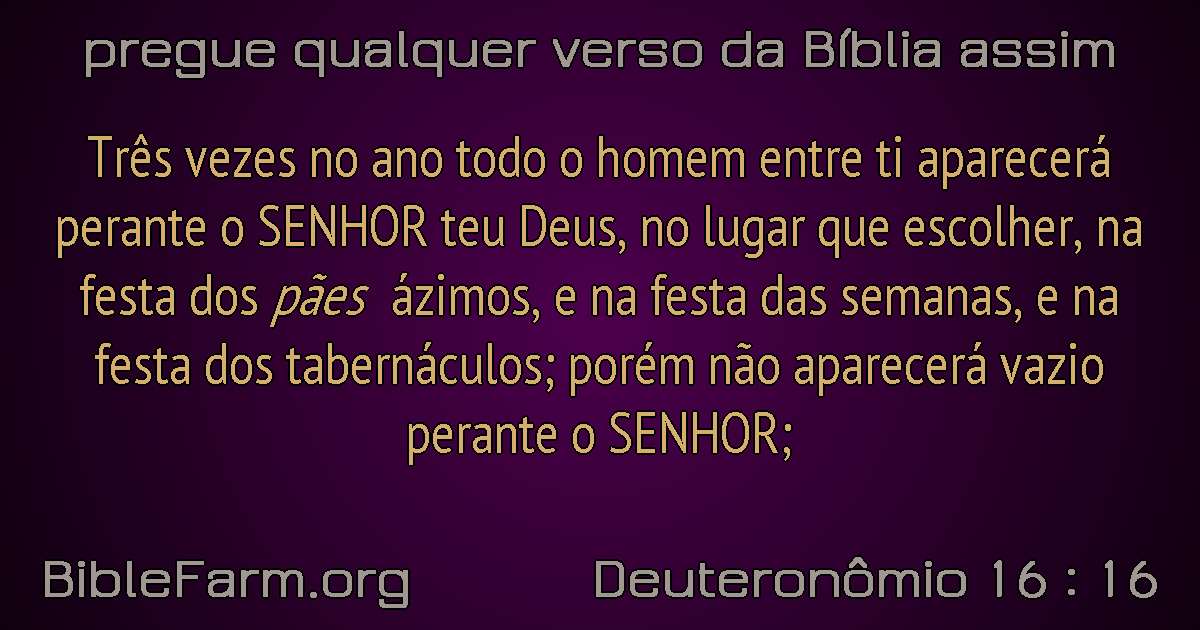 pregue qualquer verso da Bíblia assim
Três vezes no ano todo o homem entre ti aparecerá
perante o SENHOR teu Deus, no lugar que escolher, na
festa dos pães ázimos, e na festa das semanas, e na
festa dos tabernáculos; porém não aparecerá vazio
perante o SENHOR;
BibleFarm.org
Deuteronômio 16 : 16